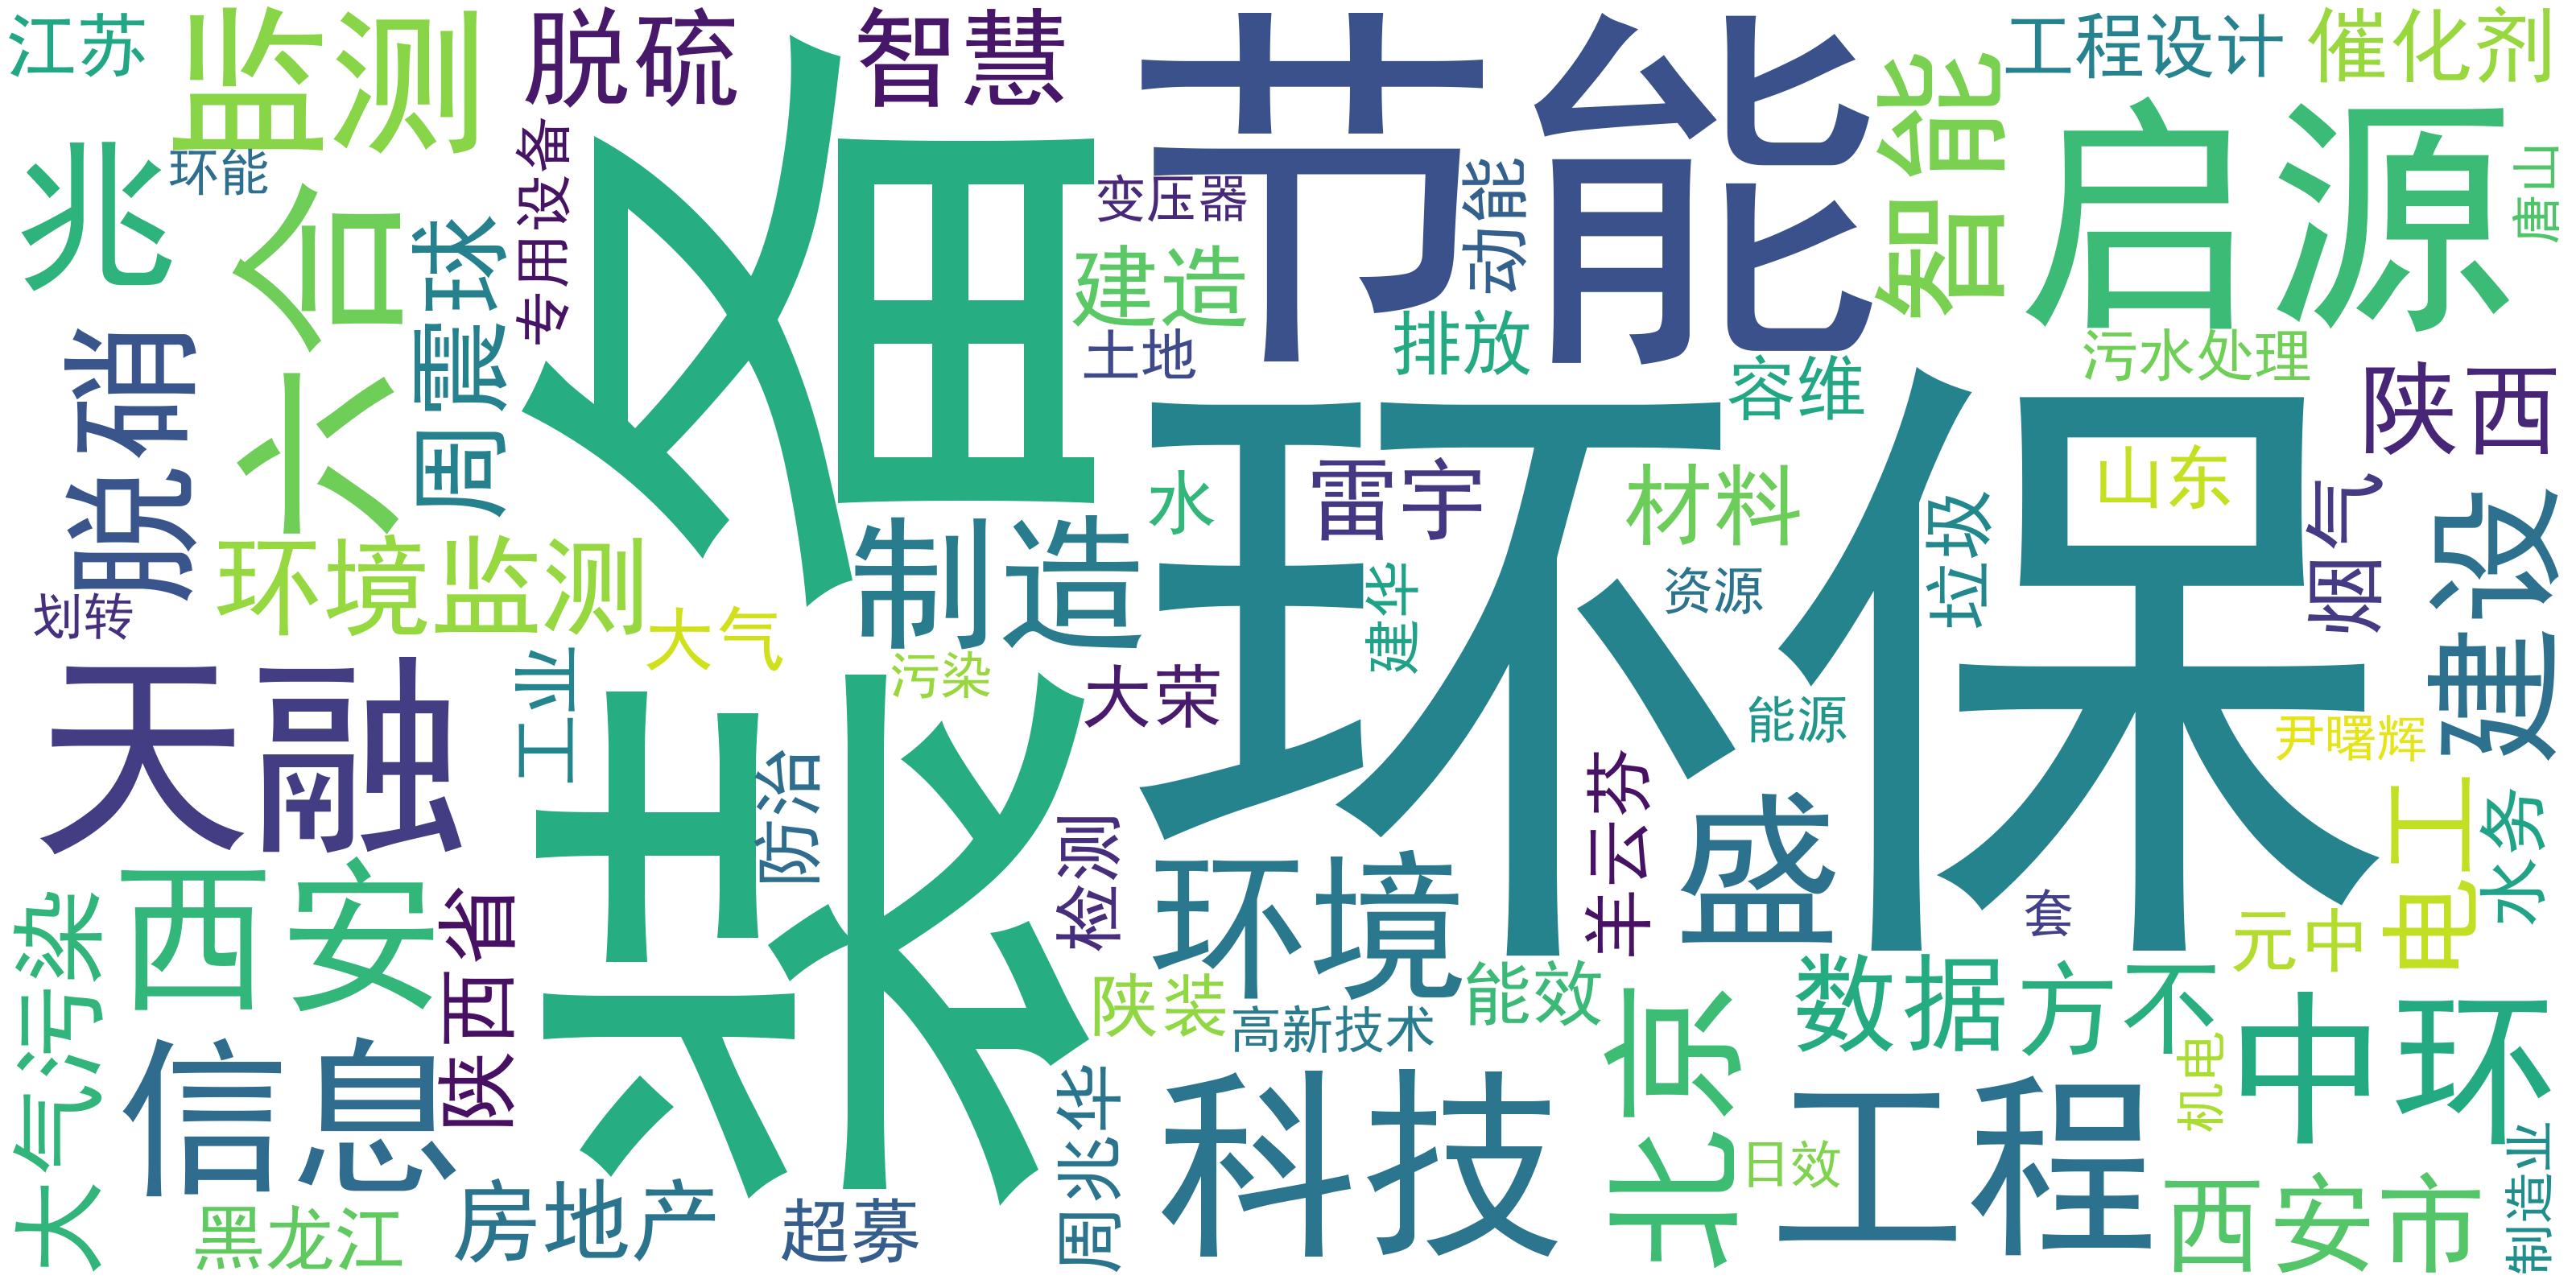 江苏
监测
脱硫
智慧
节能
智能
工程设计
催化剂
兆
环能
六合
周震球
专用设备
装备
变压器
动能
启源
唐山
建造
土地
排放
容维
污水处理
陕西
脱硝
环保
山东
水
雷宇
材料
垃圾
烟气
建设
环境监测
制造
划转
大气
建华
资源
天融
工业
污染
大荣
能源
尹曙辉
防治
检测
羊云芬
盛
电工
水务
西安
陕西省
环境
套
元中
大气污染
陕装
高新技术
能效
数据
方不
中环
信息
北京
机电
周兆华
科技
日效
工程
黑龙江
房地产
超募
西安市
制造业